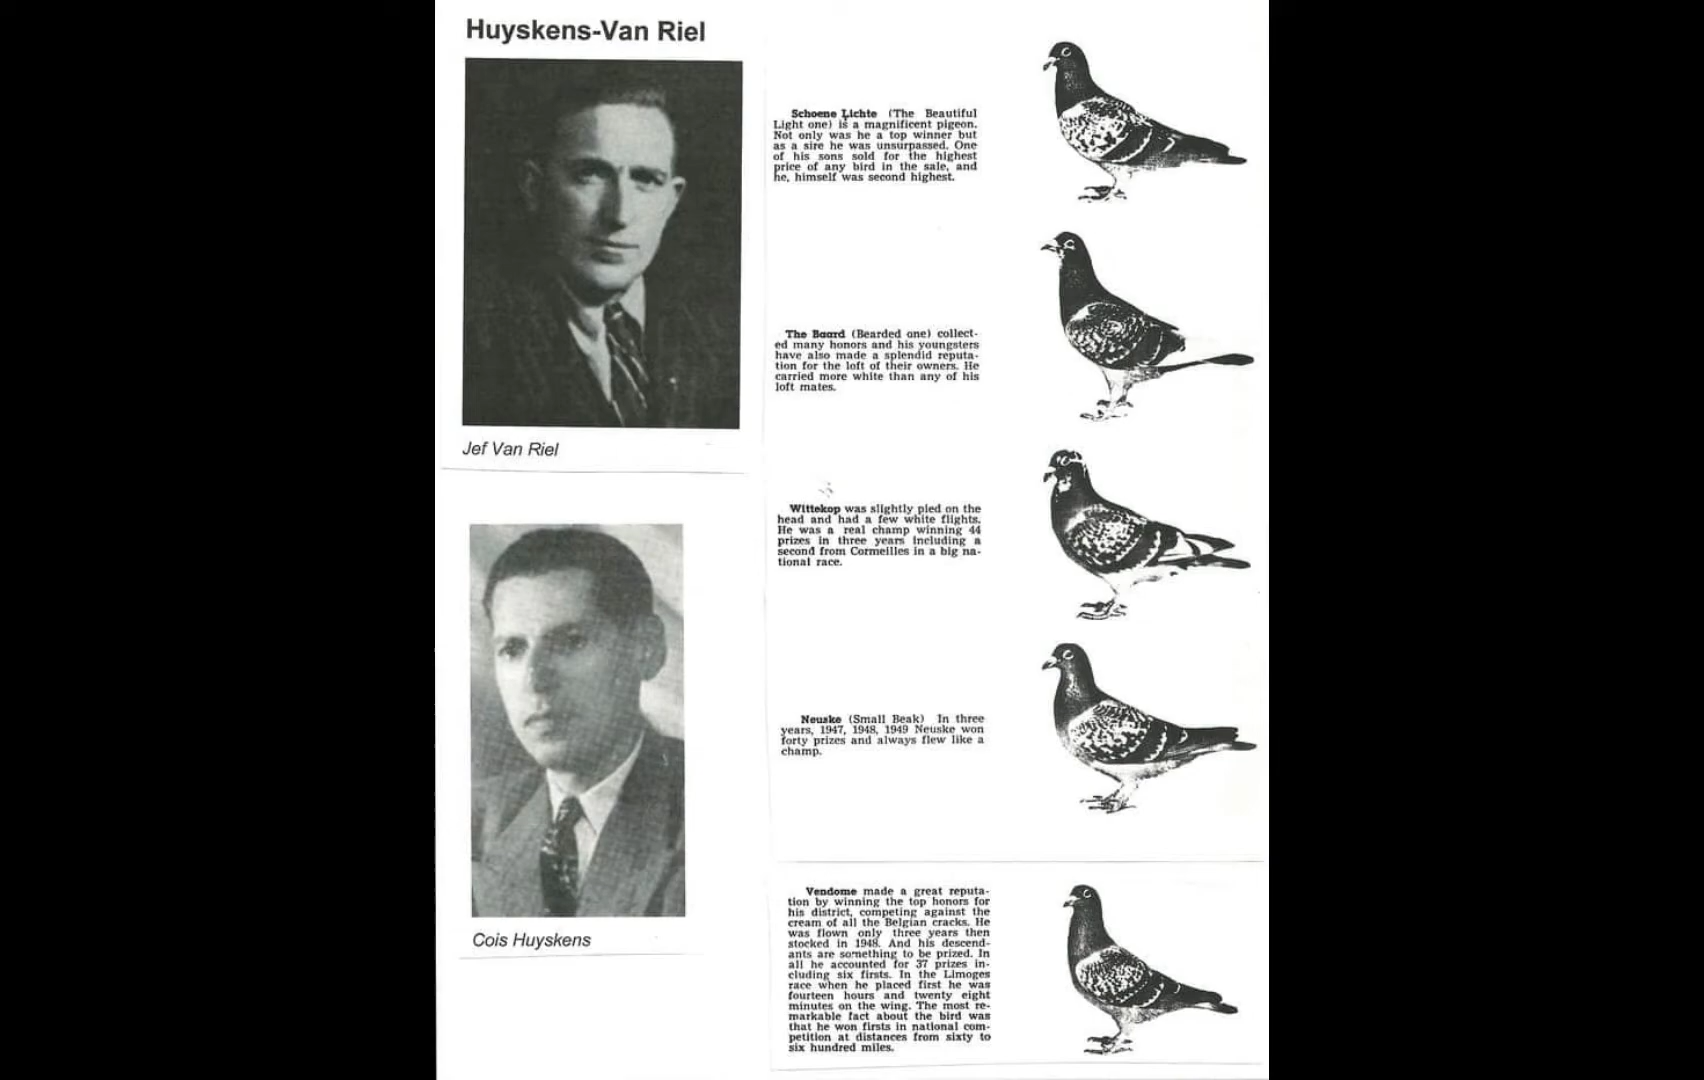 Huyskens-Van Riel
Jef Van Riel
Cois Huyskens
Schoene Lichte (The Beautiful
Light one) is a magnificent pigeon.
Not only was he a top winner but
as a sire he was unsurpassed. One
of his sons sold for the highest
price of any bird in the sale, and
he, himself was second highest.
The Baard (Bearded one) collect-
ed many honors and his youngsters
have also made a splendid reputa-
tion for the loft of their owners. He
carried more white than any of his
loft mates.
Wittekop was slightly pied on the
head and had a few white flights.
He was a real champ winning 44
prizes in three years including a
second from Cormeilles in a big na-
tional race.
Neuske (Small Beak) In three
years, 1947, 1948, 1949 Neuske won
forty prizes and always flew like a
champ.
Vendome made a great reputa-
tion by winning the top honors for
his district, competing against the
cream of all the Belgian cracks. He
was flown only three years then
stocked in 1948. And his descend-
ants are something to be prized. In
all he accounted for 37 prizes in-
cluding six firsts. In the Limoges
race when he placed first he was
fourteen hours and twenty eight
minutes on the wing. The most re-
markable fact about the bird was
that he won firsts in national com-
petition at distances from sixty to
six hundred miles.